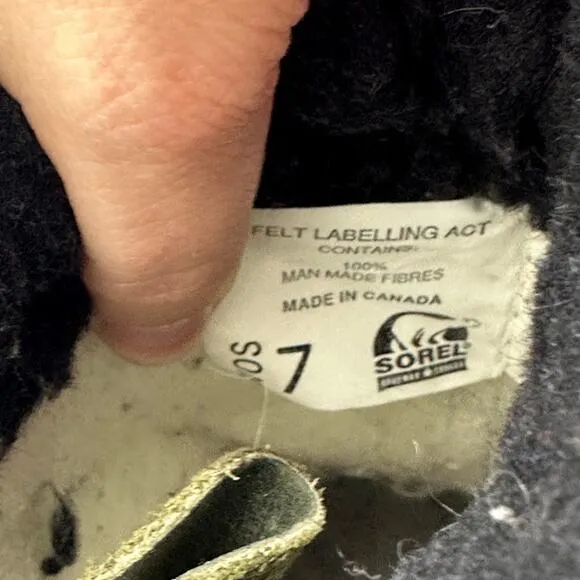 FELT LABELLING ACT
CONTAINS:
100%
MAN MADE FIBRES
MADE IN CANADA
7
SOREL